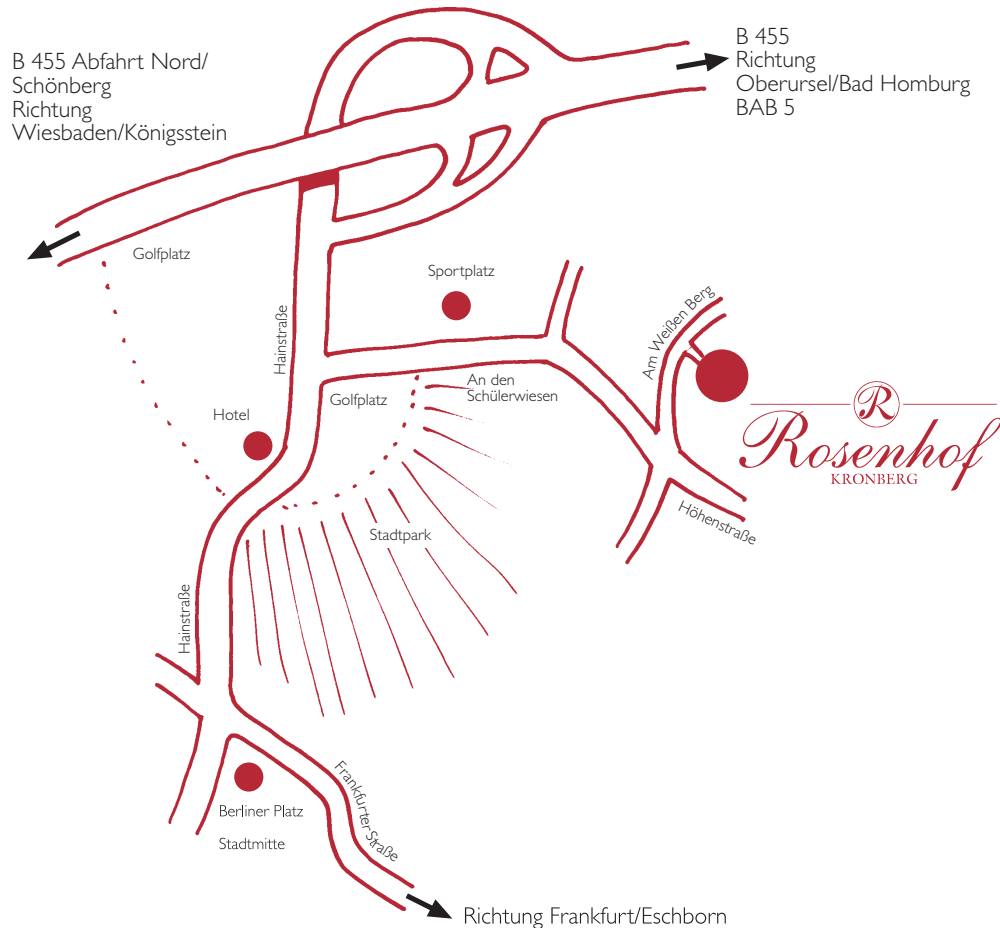 B 455 Abfahrt Nord/
Schönberg
Richtung
Wiesbaden/Königsstein
B 455
Richtung
Oberursel/Bad Homburg
BAB 5
Golfplatz
Sportplatz
Hainstraße
Am Weißen Berg
An den
Schülerwiesen
Golfplatz
Hotel
R
Rosenhof
KRONBERG
Höhenstraße
Stadtpark
Hainstraße
Frankfurter Straße
Berliner Platz
Stadtmitte
Richtung Frankfurt/Eschborn